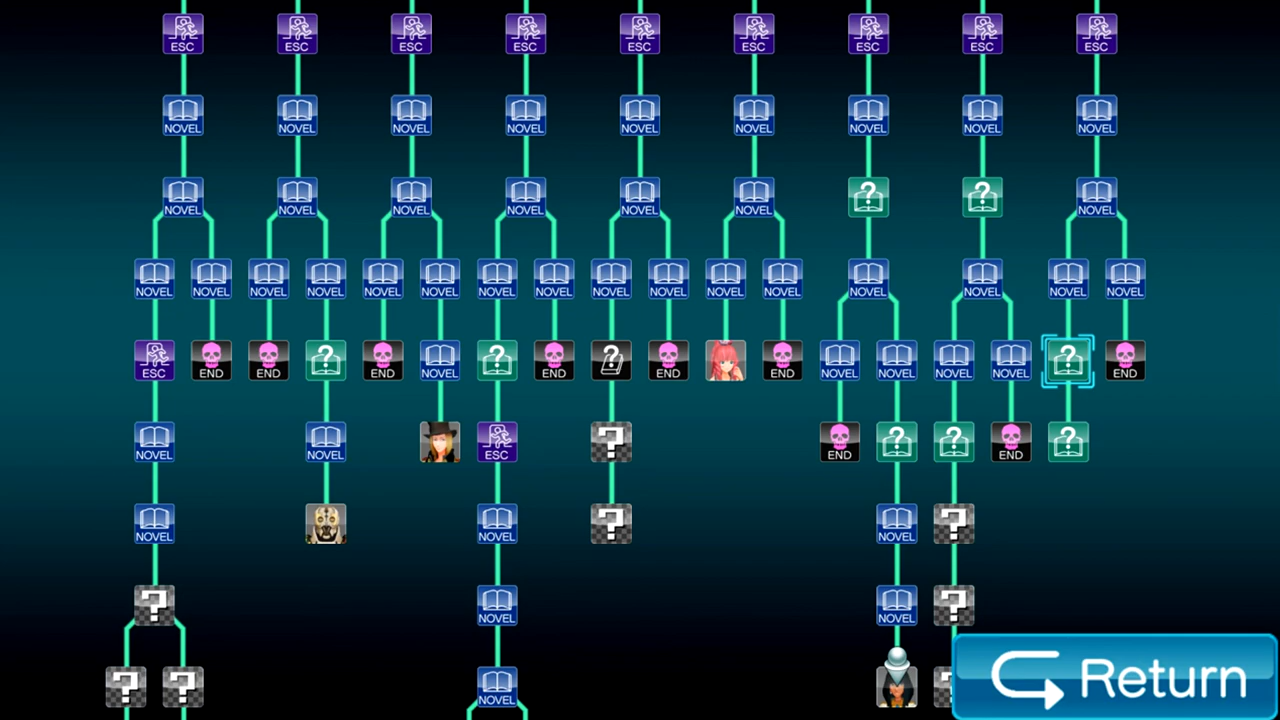 ESC ESC ESC ESC ESC ESC ESC ESC ESC
NOVEL NOVEL NOVEL NOVEL NOVEL NOVEL NOVEL NOVEL NOVEL
NOVEL NOVEL NOVEL NOVEL NOVEL NOVEL ? ? NOVEL
NOVEL NOVEL NOVEL NOVEL NOVEL NOVEL NOVEL NOVEL NOVEL NOVEL NOVEL NOVEL NOVEL NOVEL NOVEL NOVEL
ESC END END ? END NOVEL ? END ? END END NOVEL NOVEL NOVEL NOVEL ? END
NOVEL NOVEL ESC ? END ? ? END ?
NOVEL NOVEL ? NOVEL ?
? NOVEL NOVEL ?
? ? NOVEL ?
Return